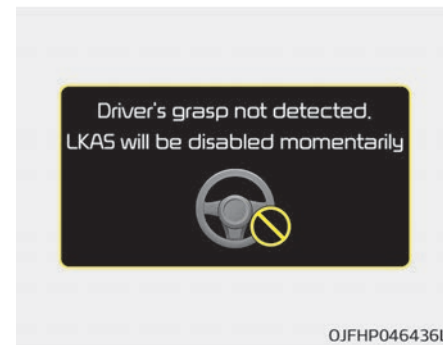 Driver's grasp not detected,
LKAS will be disabled momentarily
OJFHP046436L